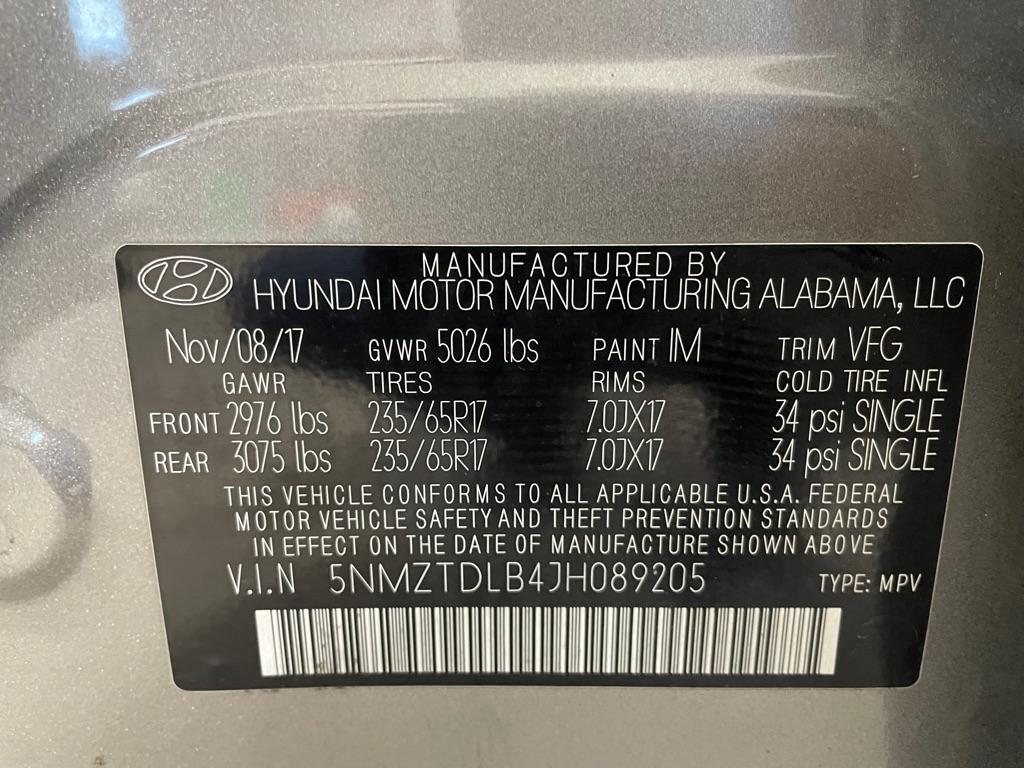 MANUFACTURED BY
HYUNDAI MOTOR MANUFACTURING ALABAMA, LLC
Nov/08/17 GVWR 5026 lbs PAINT IM TRIM VFG
GAWR TIRES RIMS COLD TIRE INFL
FRONT 2976 lbs 235/65R17 7.0JX17 34 psi SINGLE
REAR 3075 lbs 235/65R17 7.0JX17 34 psi SINGLE
THIS VEHICLE CONFORMS TO ALL APPLICABLE U.S.A. FEDERAL
MOTOR VEHICLE SAFETY AND THEFT PREVENTION STANDARDS
IN EFFECT ON THE DATE OF MANUFACTURE SHOWN ABOVE
V.I.N 5NMZTDLB4JH089205 TYPE: MPV